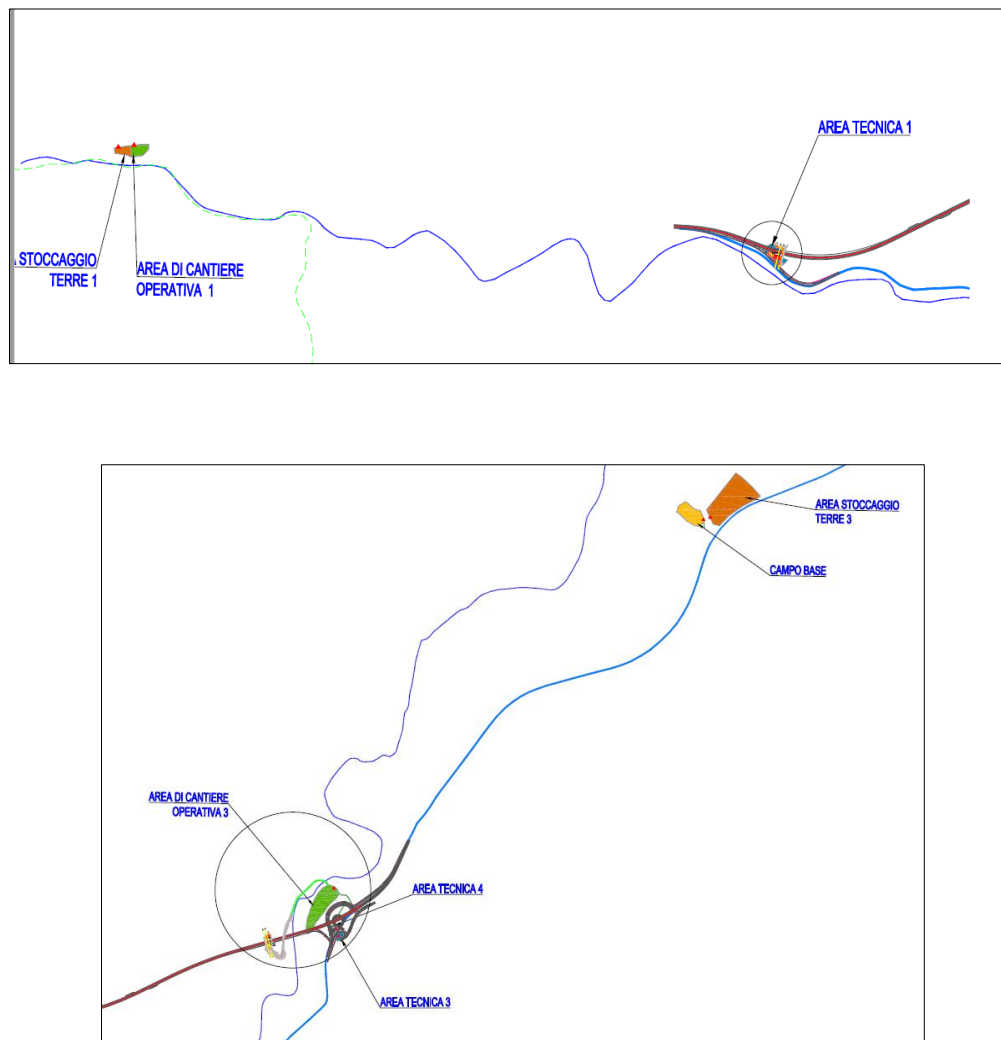 AREA TECNICA 1
STOCCAGGIO
TERRE 1
AREA DI CANTIERE
OPERATIVA 1
AREA STOCCAGGIO
TERRE 3
CAMPO BASE
AREA DI CANTIERE
OPERATIVA 3
AREA TECNICA 4
AREA TECNICA 3